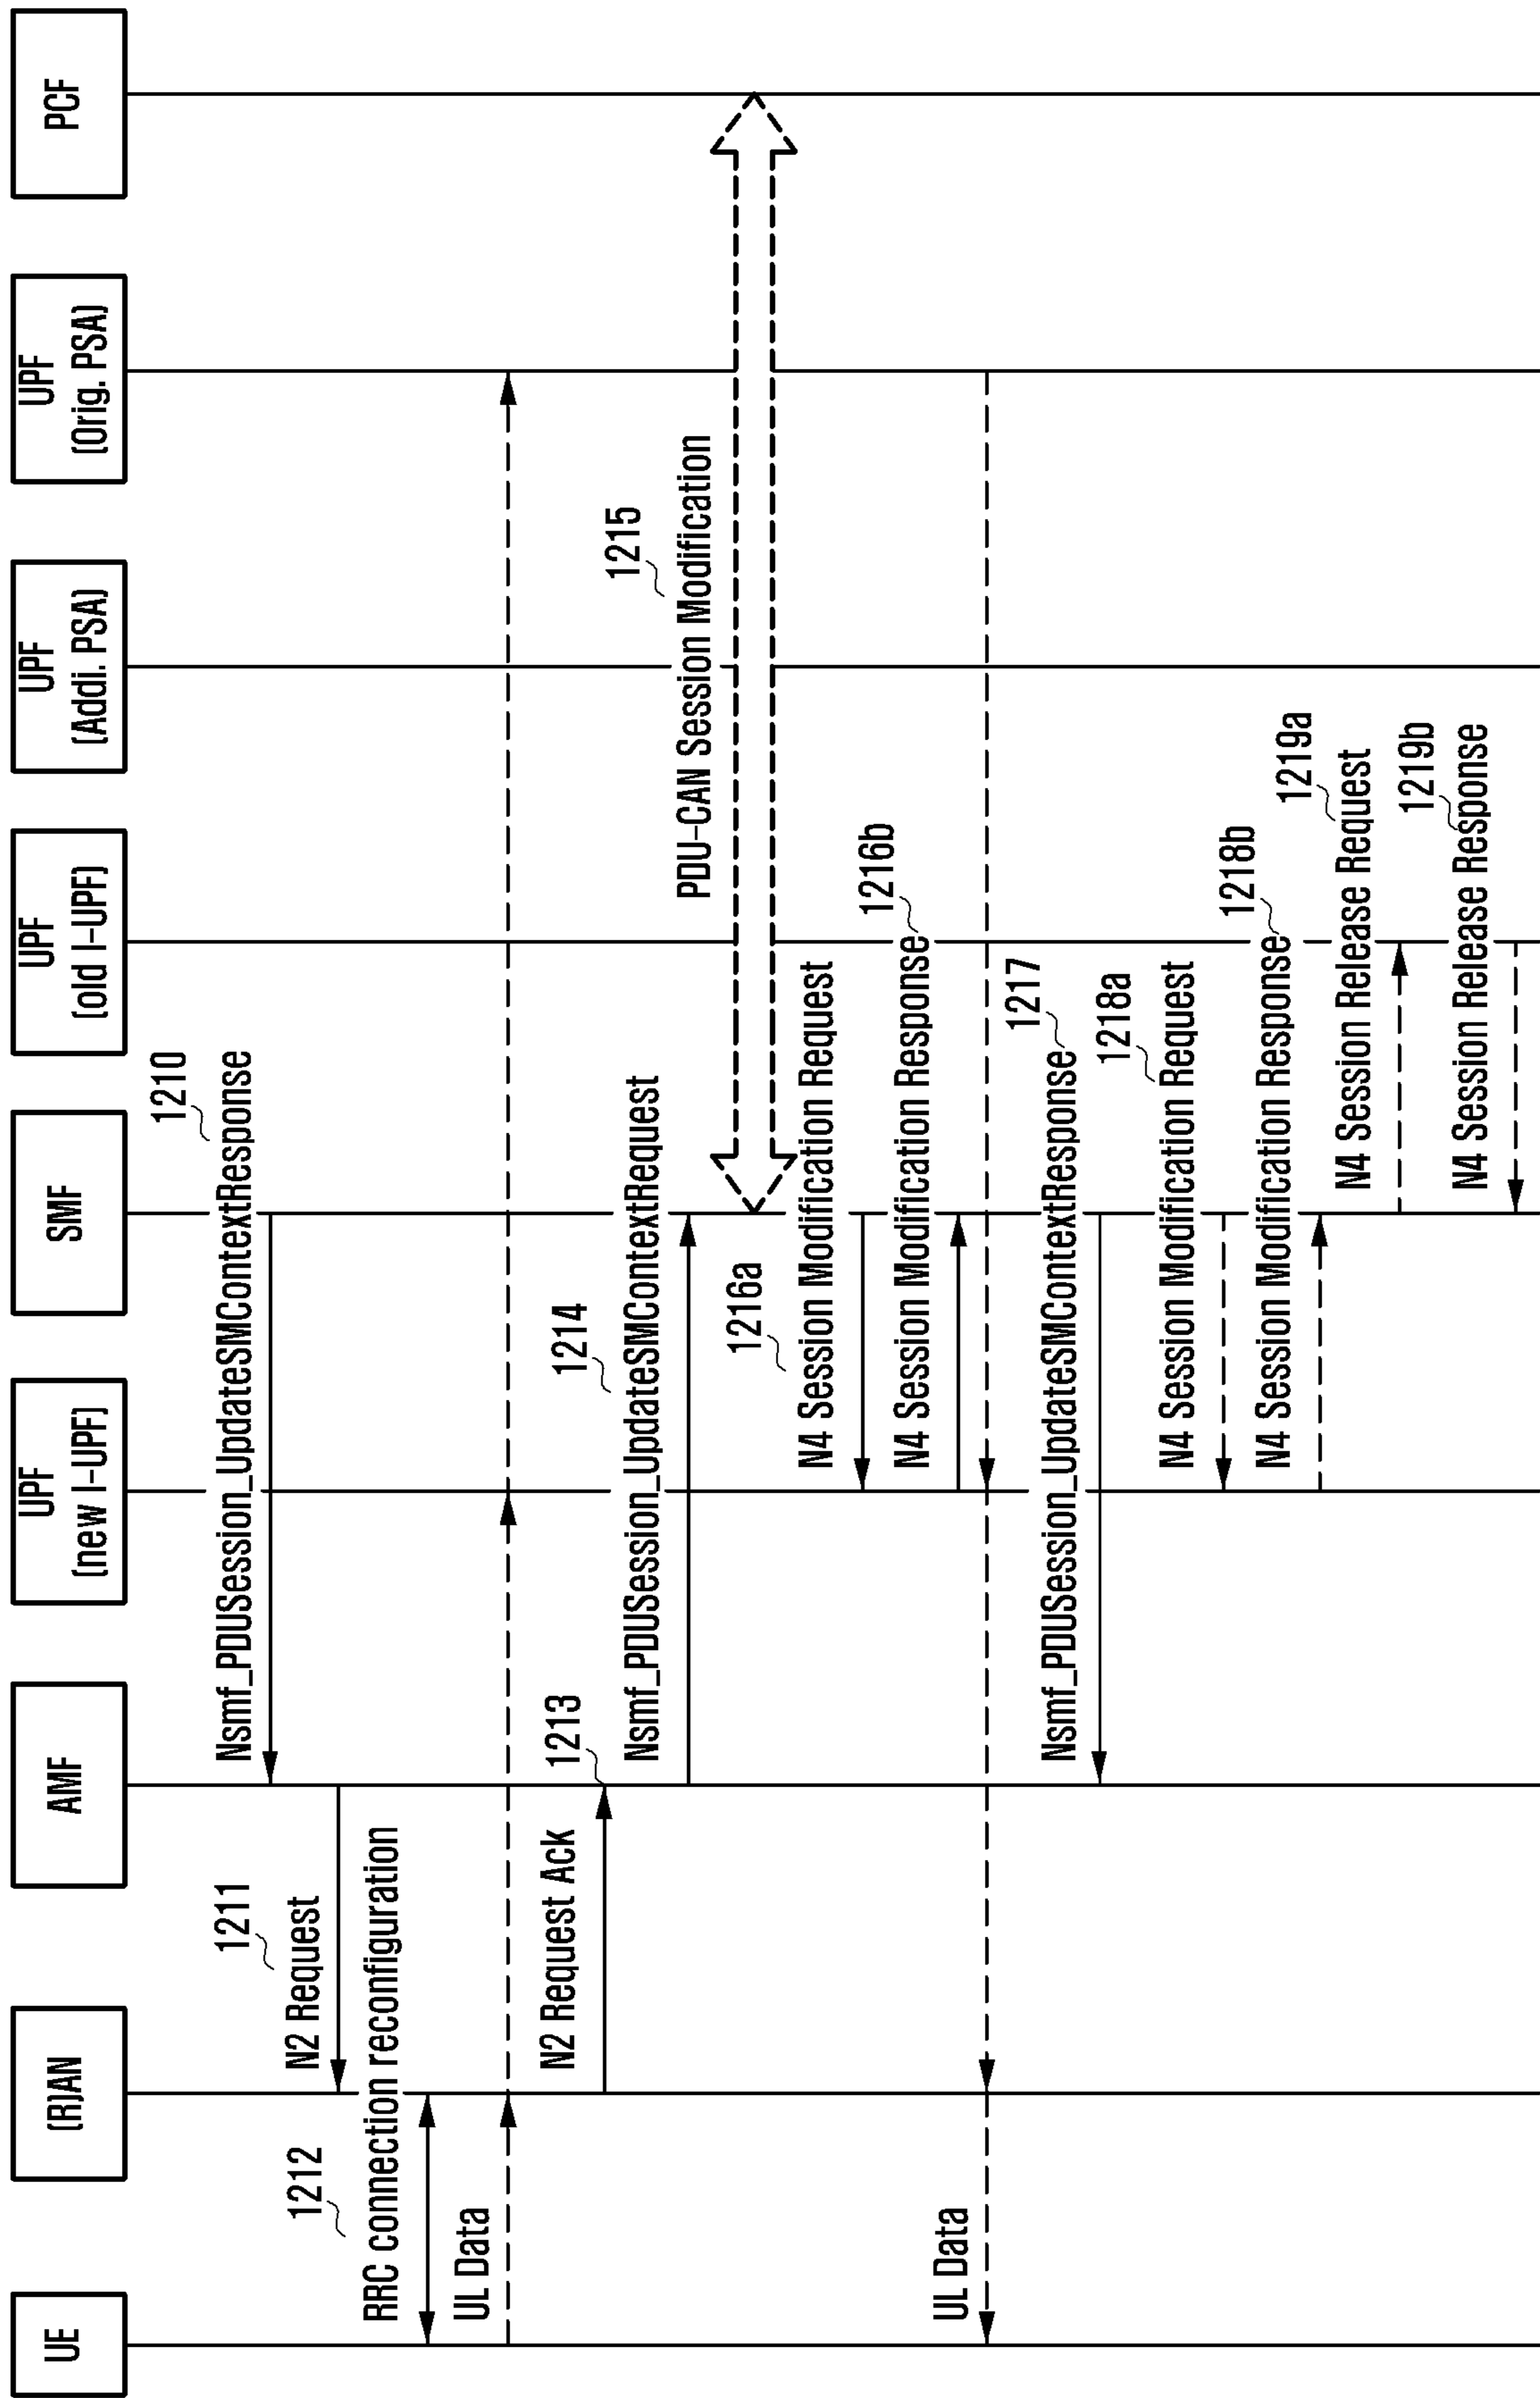 UE
(R)AN
AMF
UPF
(new I-UPF)
SMF
UPF
(old I-UPF)
UPF
(Addi. PSA)
UPF
(Orig. PSA)
PCF
1210
Nsmf_PDUSession_UpdateSMContextResponse
1211
N2 Request
1212
RRC connection reconfiguration
UL Data
1213
N2 Request Ack
1214
Nsmf_PDUSession_UpdateSMContextRequest
1215
PDU-CAN Session Modification
1216a
N4 Session Modification Request
1216b
N4 Session Modification Response
UL Data
1217
Nsmf_PDUSession_UpdateSMContextResponse
1218a
N4 Session Modification Request
1218b
N4 Session Modification Response
1219a
N4 Session Release Request
1219b
N4 Session Release Response